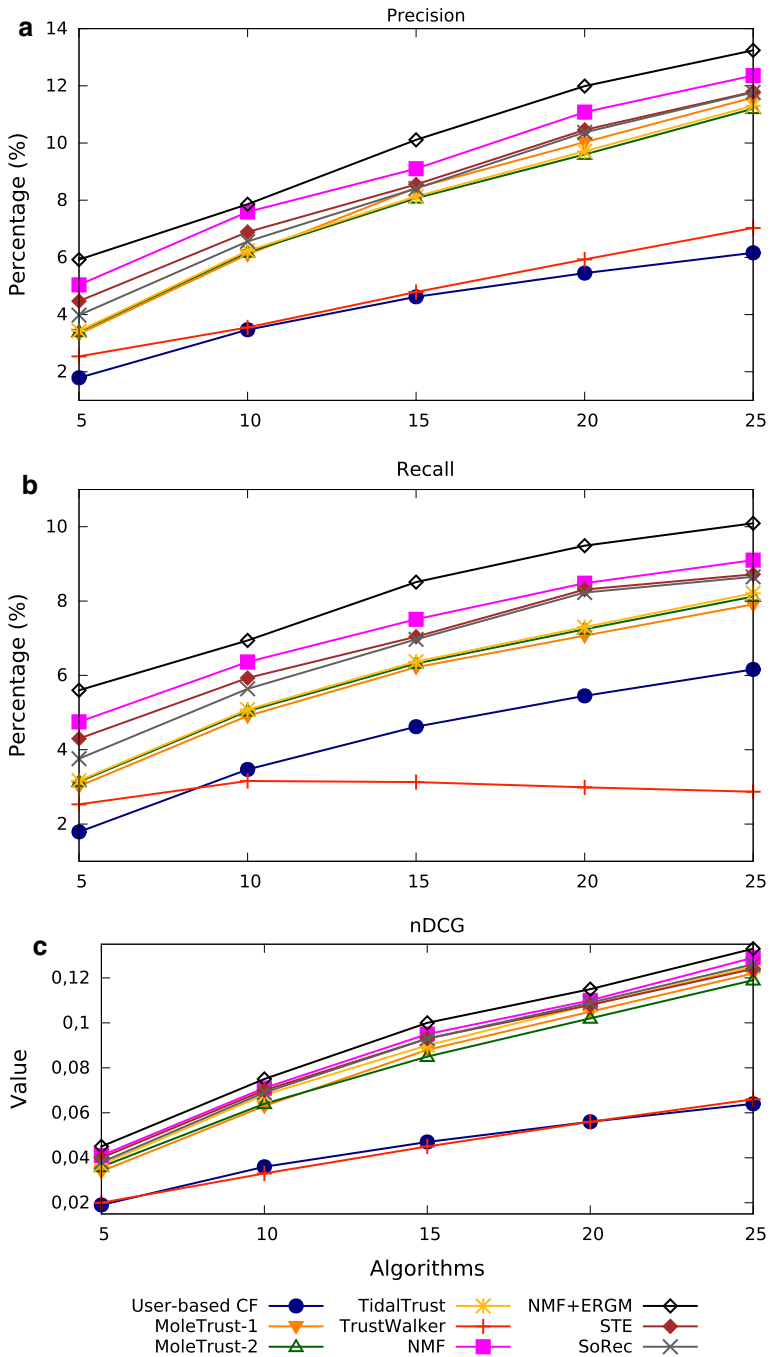 a
Precision
14
12
10
8
6
4
2
Percentage (%)
5 10 15 20 25
b
Recall
10
8
6
4
2
Percentage (%)
5 10 15 20 25
c
nDCG
0.12
0.1
0.08
0.06
0.04
0.02
Value
5 10 15 20 25
Algorithms
User-based CF TidalTrust NMF+ERGM
MoleTrust-1 TrustWalker STE
MoleTrust-2 NMF SoRec